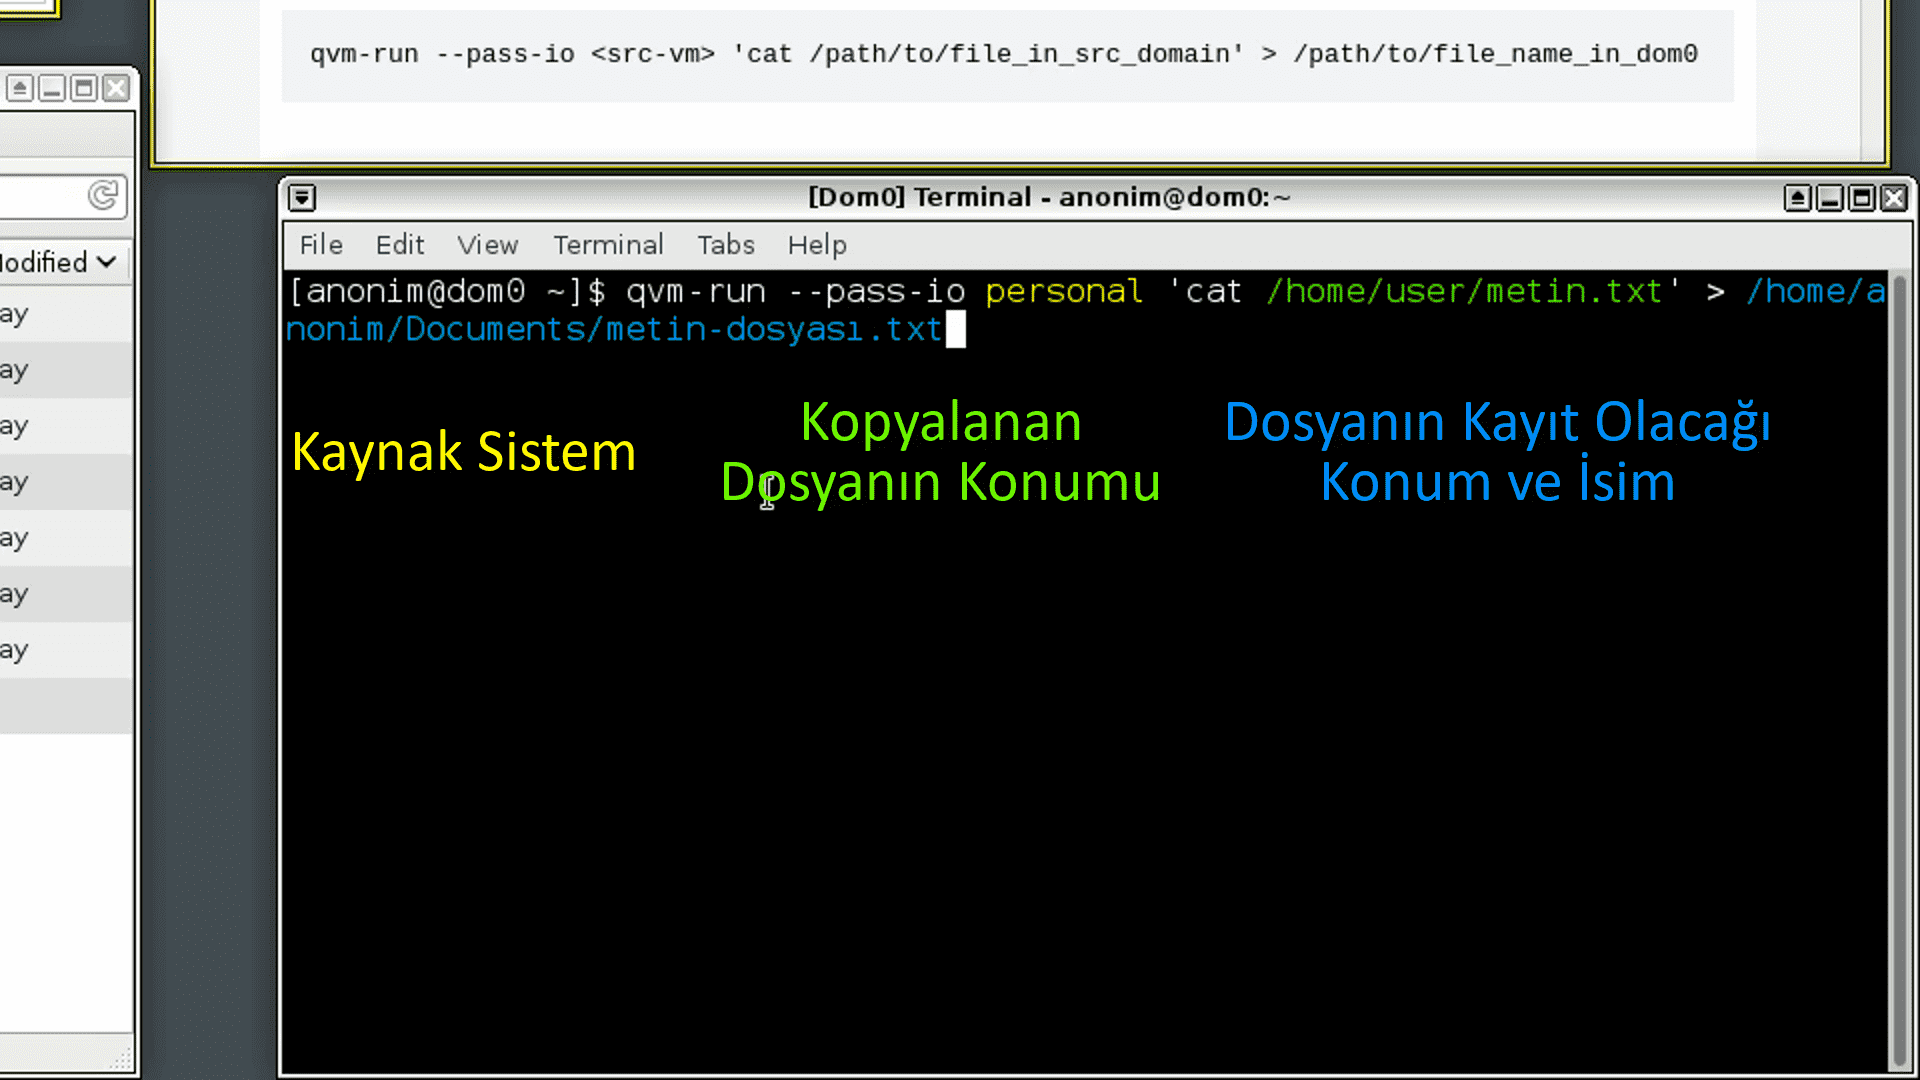 qvm-run --pass-io <src-vm> 'cat /path/to/file_in_src_domain' > /path/to/file_name_in_dom0
[Dom0] Terminal - anonim@dom0:~
File Edit View Terminal Tabs Help
[anonim@dom0 ~]$ qvm-run --pass-io personal 'cat /home/user/metin.txt' > /home/a
nonim/Documents/metin-dosyası.txt
Kaynak Sistem
Kopyalanan
Dosyanın Konumu
Dosyanın Kayıt Olacağı
Konum ve İsim
odified
ay
ay
ay
ay
ay
ay
ay